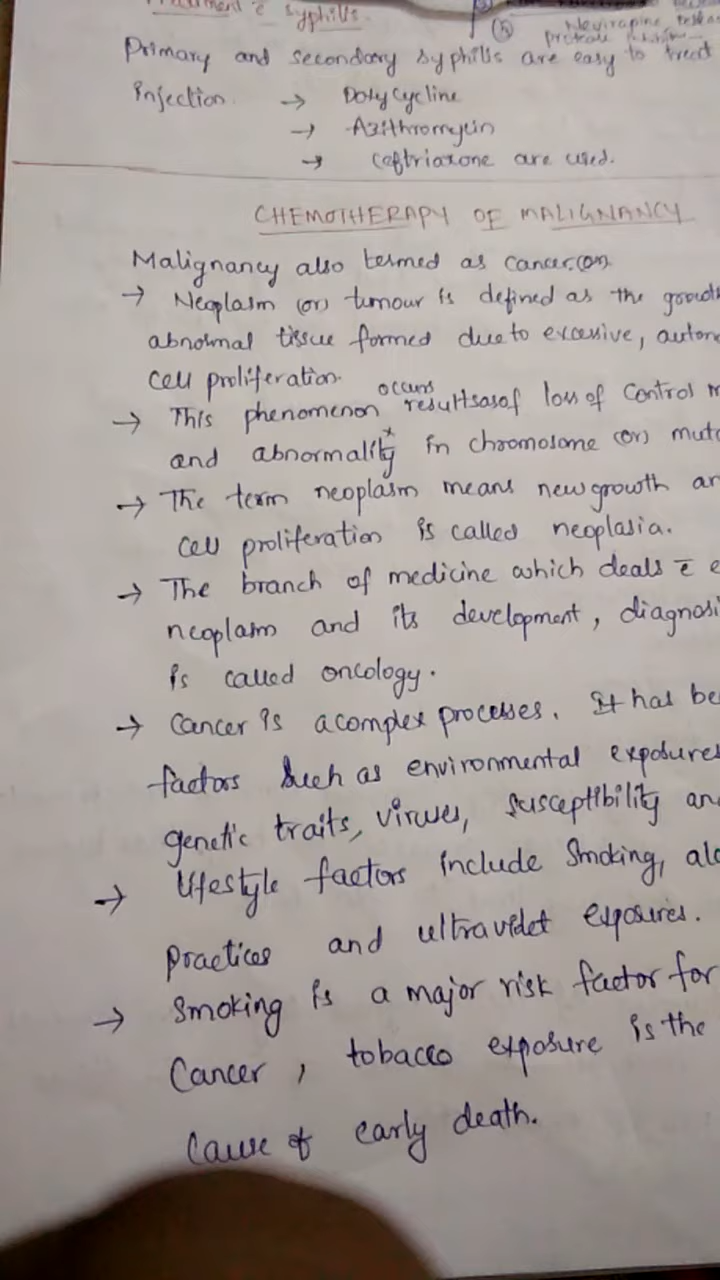 Treatment c̄ syphilis.
Nevirapine
(5)
Primary and secondary syphilis are easy to treat
injection → Doxycycline
→ Azithromycin
→ Ceftriaxone are used.
CHEMOTHERAPY OF MALIGNANCY
Malignancy also termed as cancer (or)
→ Neoplasm (or) tumour is defined as the growth
abnormal tissue formed due to excessive, auton
cell proliferation.
occurs
→ This phenomenon results as of loss of control m
and abnormality in chromosome (or) muta
→ The term neoplasm means new growth an
cell proliferation is called neoplasia.
→ The branch of medicine which deals c̄ e
neoplasm and its development, diagnosi
is called oncology.
→ Cancer is a complex processes. It has be
factors such as environmental exposures
genetic traits, viruses, susceptibility an
→ Lifestyle factors include Smoking, alc
practices and ultraviolet exposures.
→ Smoking is a major risk factor for
Cancer, tobacco exposure is the
Cause of early death.